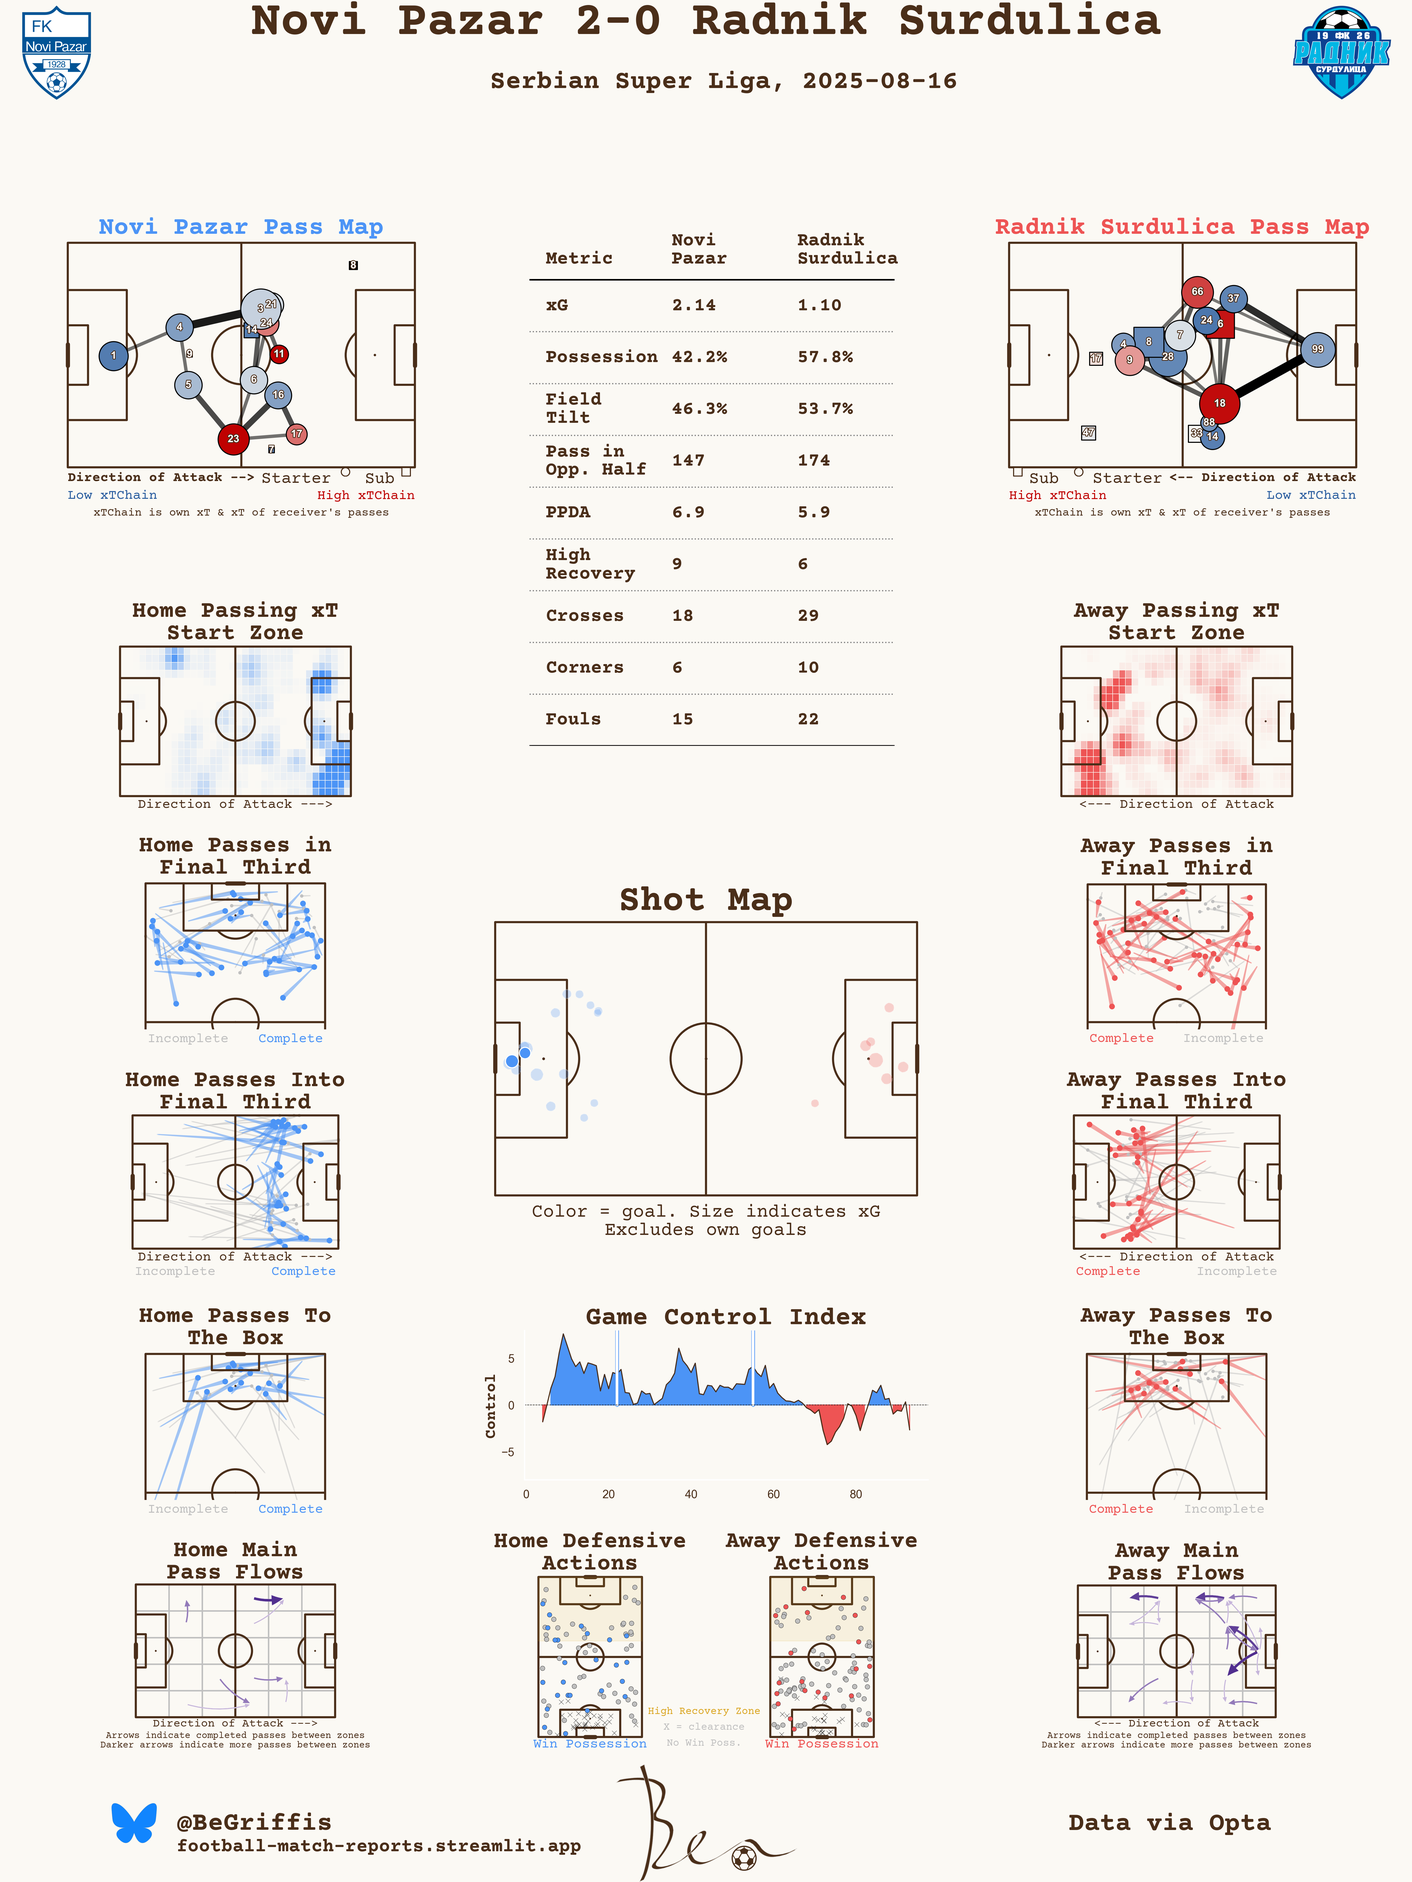 Novi Pazar 2-0 Radnik Surdulica
Serbian Super Liga, 2025-08-16
FK
Novi Pazar
1928
19 ФК 26
РАДНИК
СУРДУЛИЦА
Novi Pazar Pass Map
8
3
21
24
14
4
9
11
1
5
6
16
23
17
7
Direction of Attack --> Starter Sub
Low xTChain High xTChain
xTChain is own xT & xT of receiver's passes
Metric Novi Pazar Radnik Surdulica
xG 2.14 1.10
Possession 42.2% 57.8%
Field Tilt 46.3% 53.7%
Pass in Opp. Half 147 174
PPDA 6.9 5.9
High Recovery 9 6
Crosses 18 29
Corners 6 10
Fouls 15 22
Radnik Surdulica Pass Map
66
37
24
6
7
8
4
9
28
17
99
18
88
47
33
14
Sub Starter <-- Direction of Attack
High xTChain Low xTChain
xTChain is own xT & xT of receiver's passes
Home Passing xT
Start Zone
Direction of Attack --->
Away Passing xT
Start Zone
<--- Direction of Attack
Home Passes in
Final Third
Incomplete Complete
Away Passes in
Final Third
Complete Incomplete
Shot Map
Color = goal. Size indicates xG
Excludes own goals
Home Passes Into
Final Third
Direction of Attack --->
Incomplete Complete
Away Passes Into
Final Third
<--- Direction of Attack
Complete Incomplete
Home Passes To
The Box
Incomplete Complete
Game Control Index
Control
5
0
−5
0 20 40 60 80
Away Passes To
The Box
Complete Incomplete
Home Main
Pass Flows
Direction of Attack --->
Arrows indicate completed passes between zones
Darker arrows indicate more passes between zones
Home Defensive
Actions
Win Possession
High Recovery Zone
X = clearance
No Win Poss.
Away Defensive
Actions
Win Possession
Away Main
Pass Flows
<--- Direction of Attack
Arrows indicate completed passes between zones
Darker arrows indicate more passes between zones
@BeGriffis
football-match-reports.streamlit.app
Ben
Data via Opta